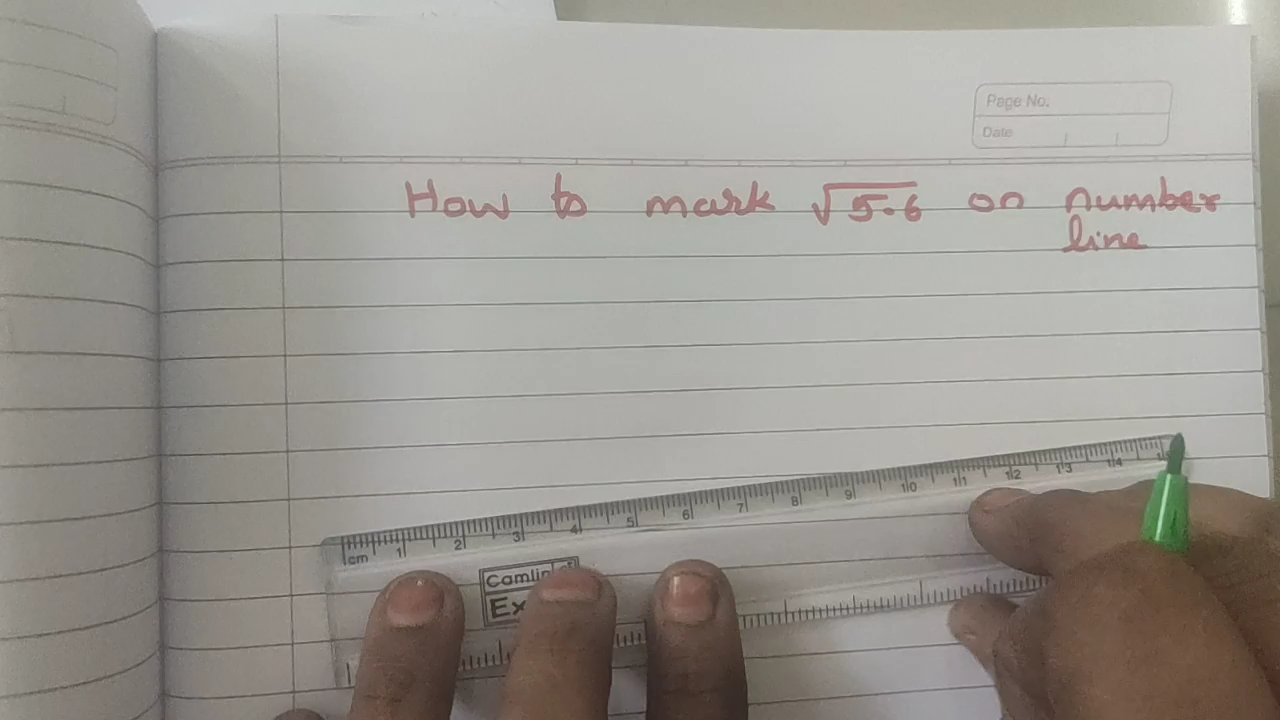 Page No.
Date
How to mark √5.6 on number
line
cm 1 2 3 4 5 6 7 8 9 10 11 12 13 14
Camlin
Ex